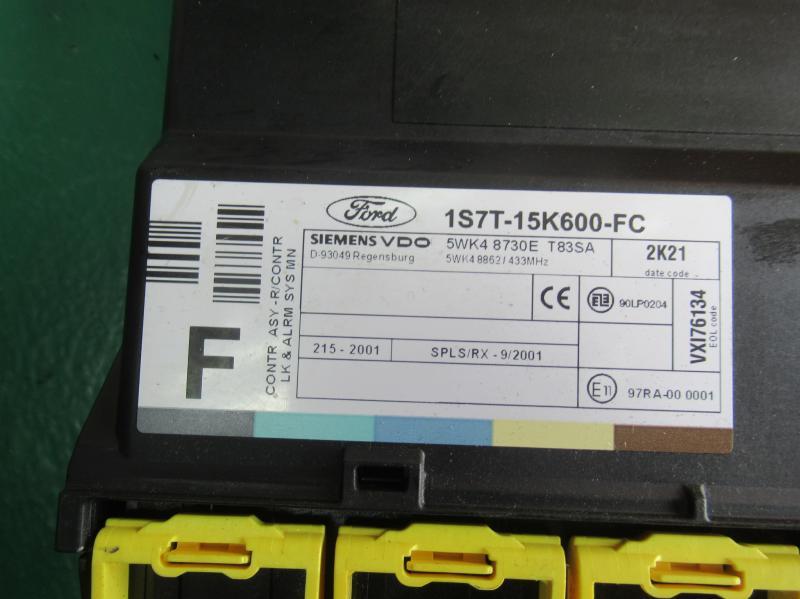 Ford
1S7T-15K600-FC
SIEMENS VDO
D-93049 Regensburg
5WK4 8730E T83SA
5WK4 8862 / 433MHz
2K21
date code
CE
90LP0204
VXI76134
EOL code
215 - 2001
SPLS/RX - 9/2001
E11
97RA-00 0001
CONTR ASY -R/CONTR
LK & ALRM SYS MN
F